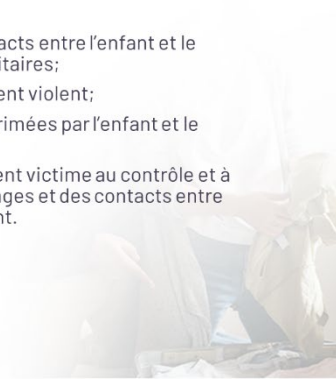 acts entre l'enfant et le
itaires;
ent violent;
rimées par l'enfant et le
ent victime au contrôle et à
ages et des contacts entre
nt.